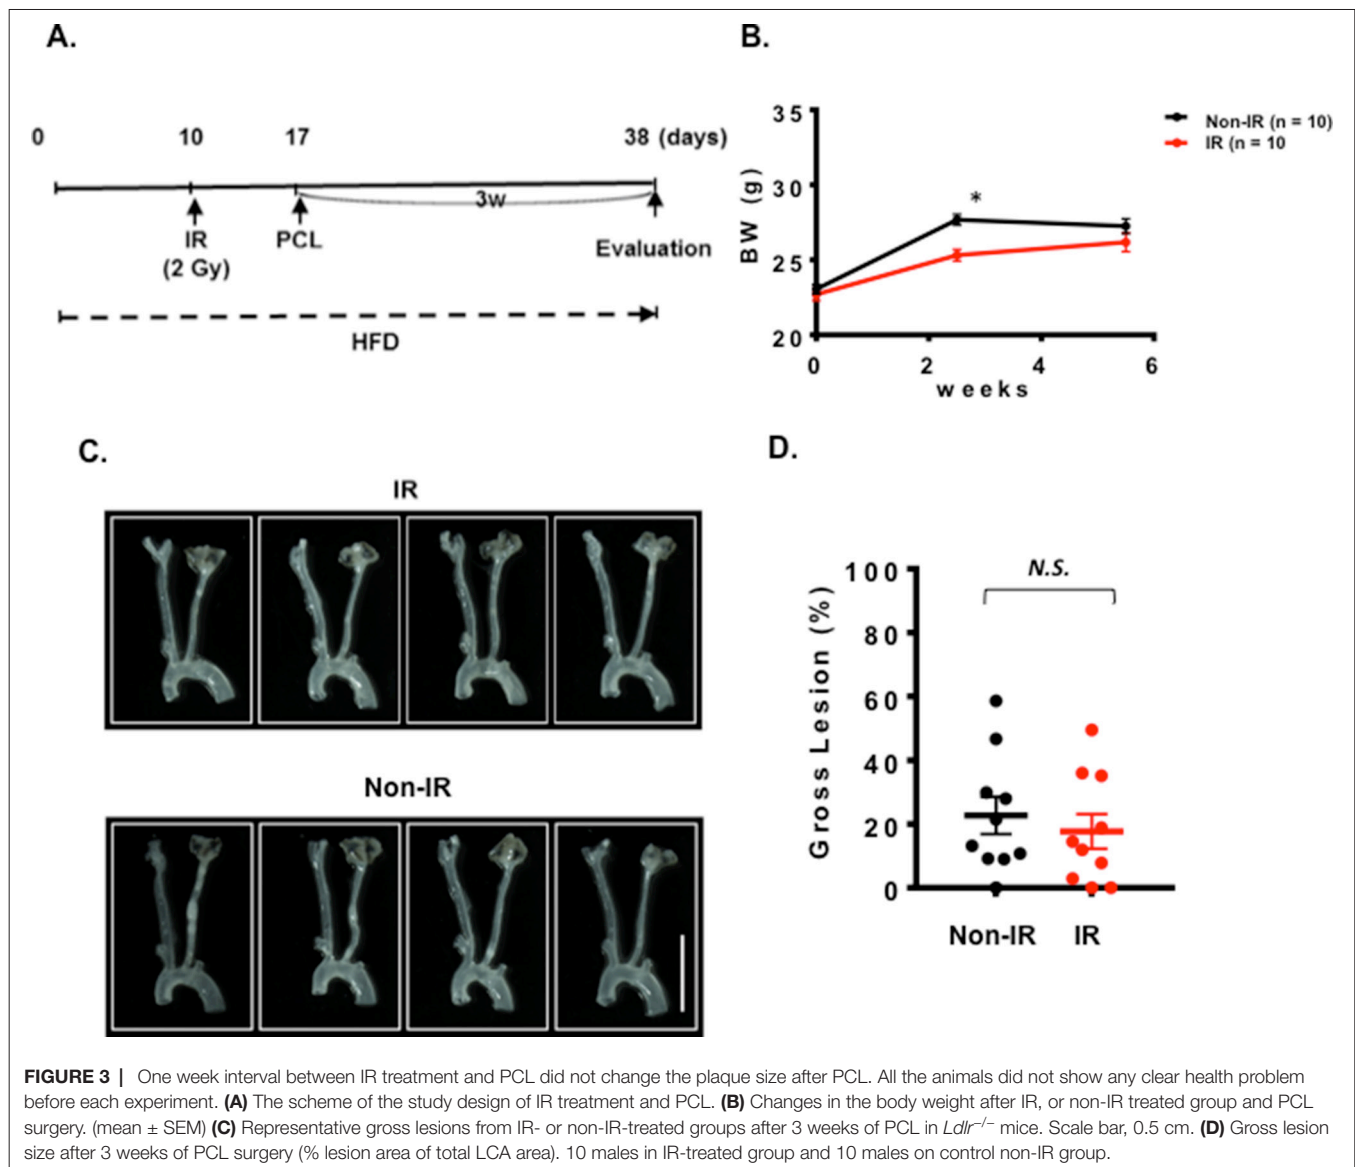 A.
0 10 17 38 (days)
3w
IR
(2 Gy)
PCL
Evaluation
HFD
B.
35
30
25
20
BW (g)
*
0 2 4 6
weeks
Non-IR (n = 10)
IR (n = 10
C.
IR
Non-IR
D.
100
80
60
40
20
0
Gross Lesion (%)
N.S.
Non-IR IR
FIGURE 3 | One week interval between IR treatment and PCL did not change the plaque size after PCL. All the animals did not show any clear health problem
before each experiment. (A) The scheme of the study design of IR treatment and PCL. (B) Changes in the body weight after IR, or non-IR treated group and PCL
surgery. (mean ± SEM) (C) Representative gross lesions from IR- or non-IR-treated groups after 3 weeks of PCL in Ldlr−/− mice. Scale bar, 0.5 cm. (D) Gross lesion
size after 3 weeks of PCL surgery (% lesion area of total LCA area). 10 males in IR-treated group and 10 males on control non-IR group.